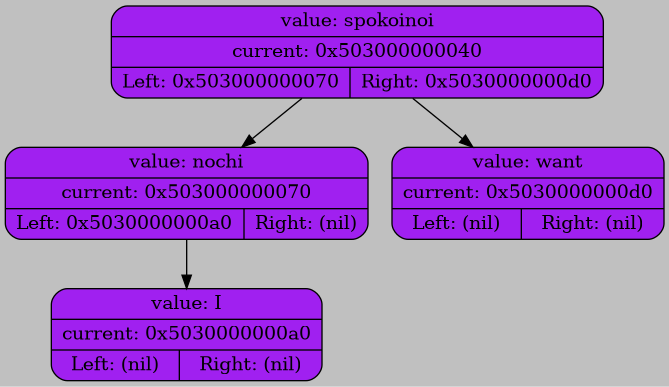 value: spokoinoi
current: 0x503000000040
Left: 0x503000000070 Right: 0x5030000000d0
value: nochi
current: 0x503000000070
Left: 0x5030000000a0 Right: (nil)
value: want
current: 0x5030000000d0
Left: (nil) Right: (nil)
value: I
current: 0x5030000000a0
Left: (nil) Right: (nil)